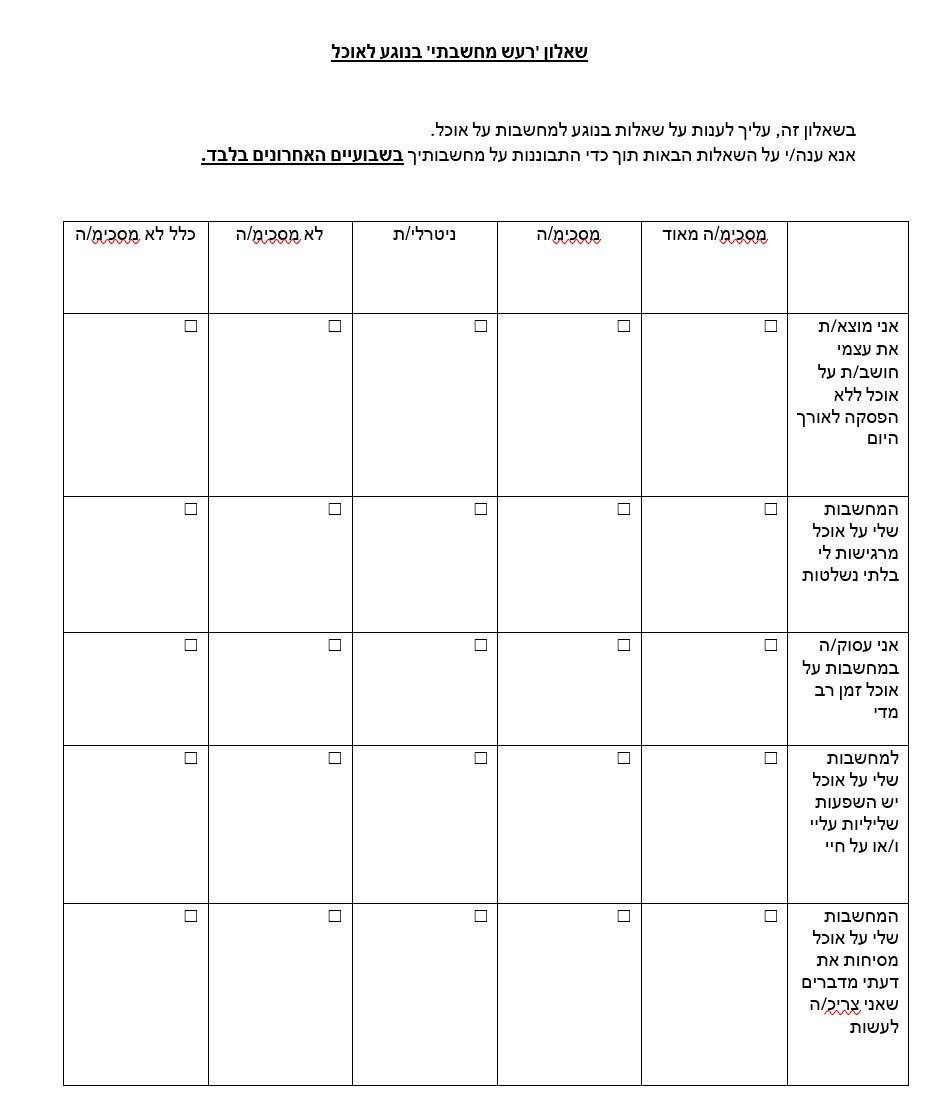 שאלון 'רעש מחשבתי' בנוגע לאוכל
בשאלון זה, עליך לענות על שאלות בנוגע למחשבות על אוכל.
אנא ענה/י על השאלות הבאות תוך כדי התבוננות על מחשבותיך בשבועיים האחרונים בלבד.
מסכימ/ה מאוד
מסכימ/ה
ניטרלי/ת
לא מסכימ/ה
כלל לא מסכימ/ה
אני מוצא/ת
את עצמי
חושב/ת על
אוכל ללא
הפסקה לאורך
היום
☐ ☐ ☐ ☐ ☐
המחשבות
שלי על אוכל
מרגישות לי
בלתי נשלטות
☐ ☐ ☐ ☐ ☐
אני עסוק/ה
במחשבות על
אוכל זמן רב
מדי
☐ ☐ ☐ ☐ ☐
למחשבות
שלי על אוכל
יש השפעות
שליליות עליי
ו/או על חיי
☐ ☐ ☐ ☐ ☐
המחשבות
שלי על אוכל
מסיחות את
דעתי מדברים
שאני צריכ/ה
לעשות
☐ ☐ ☐ ☐ ☐